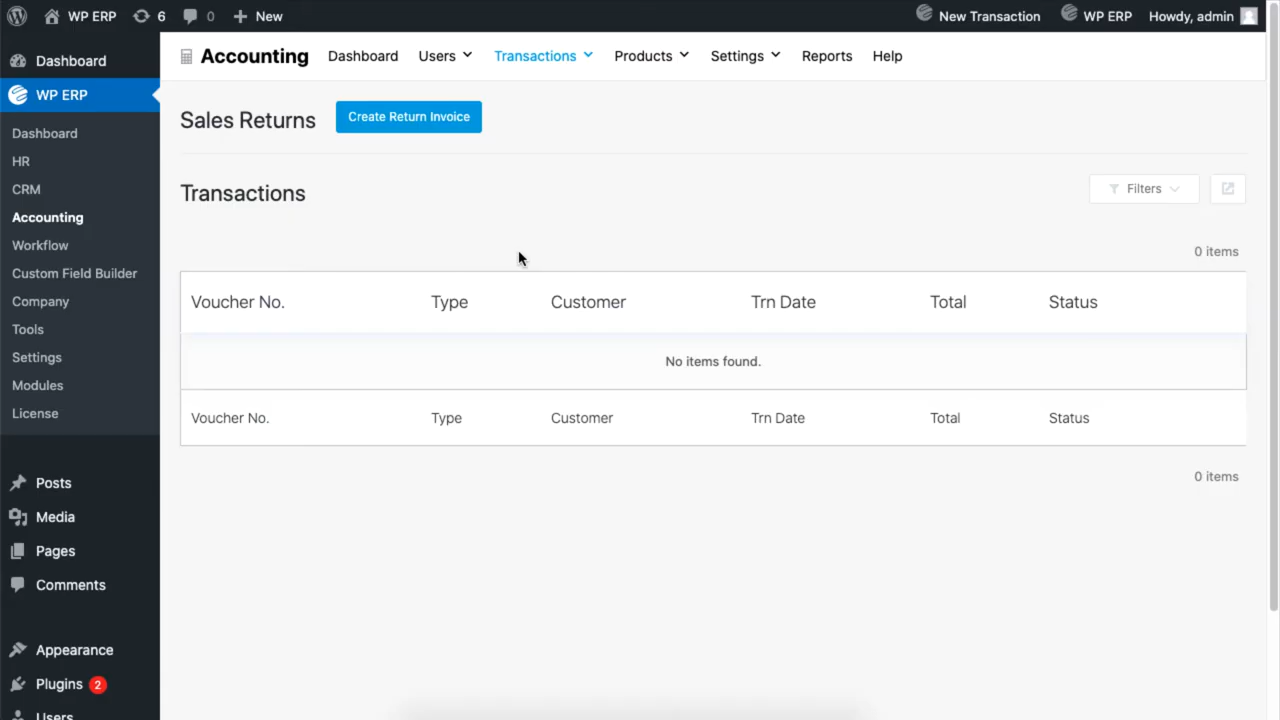 WP ERP 6 0 New New Transaction WP ERP Howdy, admin
Dashboard
WP ERP
Dashboard
HR
CRM
Accounting
Workflow
Custom Field Builder
Company
Tools
Settings
Modules
License
Posts
Media
Pages
Comments
Appearance
Plugins 2
Users
Accounting Dashboard Users Transactions Products Settings Reports Help
Sales Returns Create Return Invoice
Transactions Filters
0 items
Voucher No. Type Customer Trn Date Total Status
No items found.
Voucher No. Type Customer Trn Date Total Status
0 items